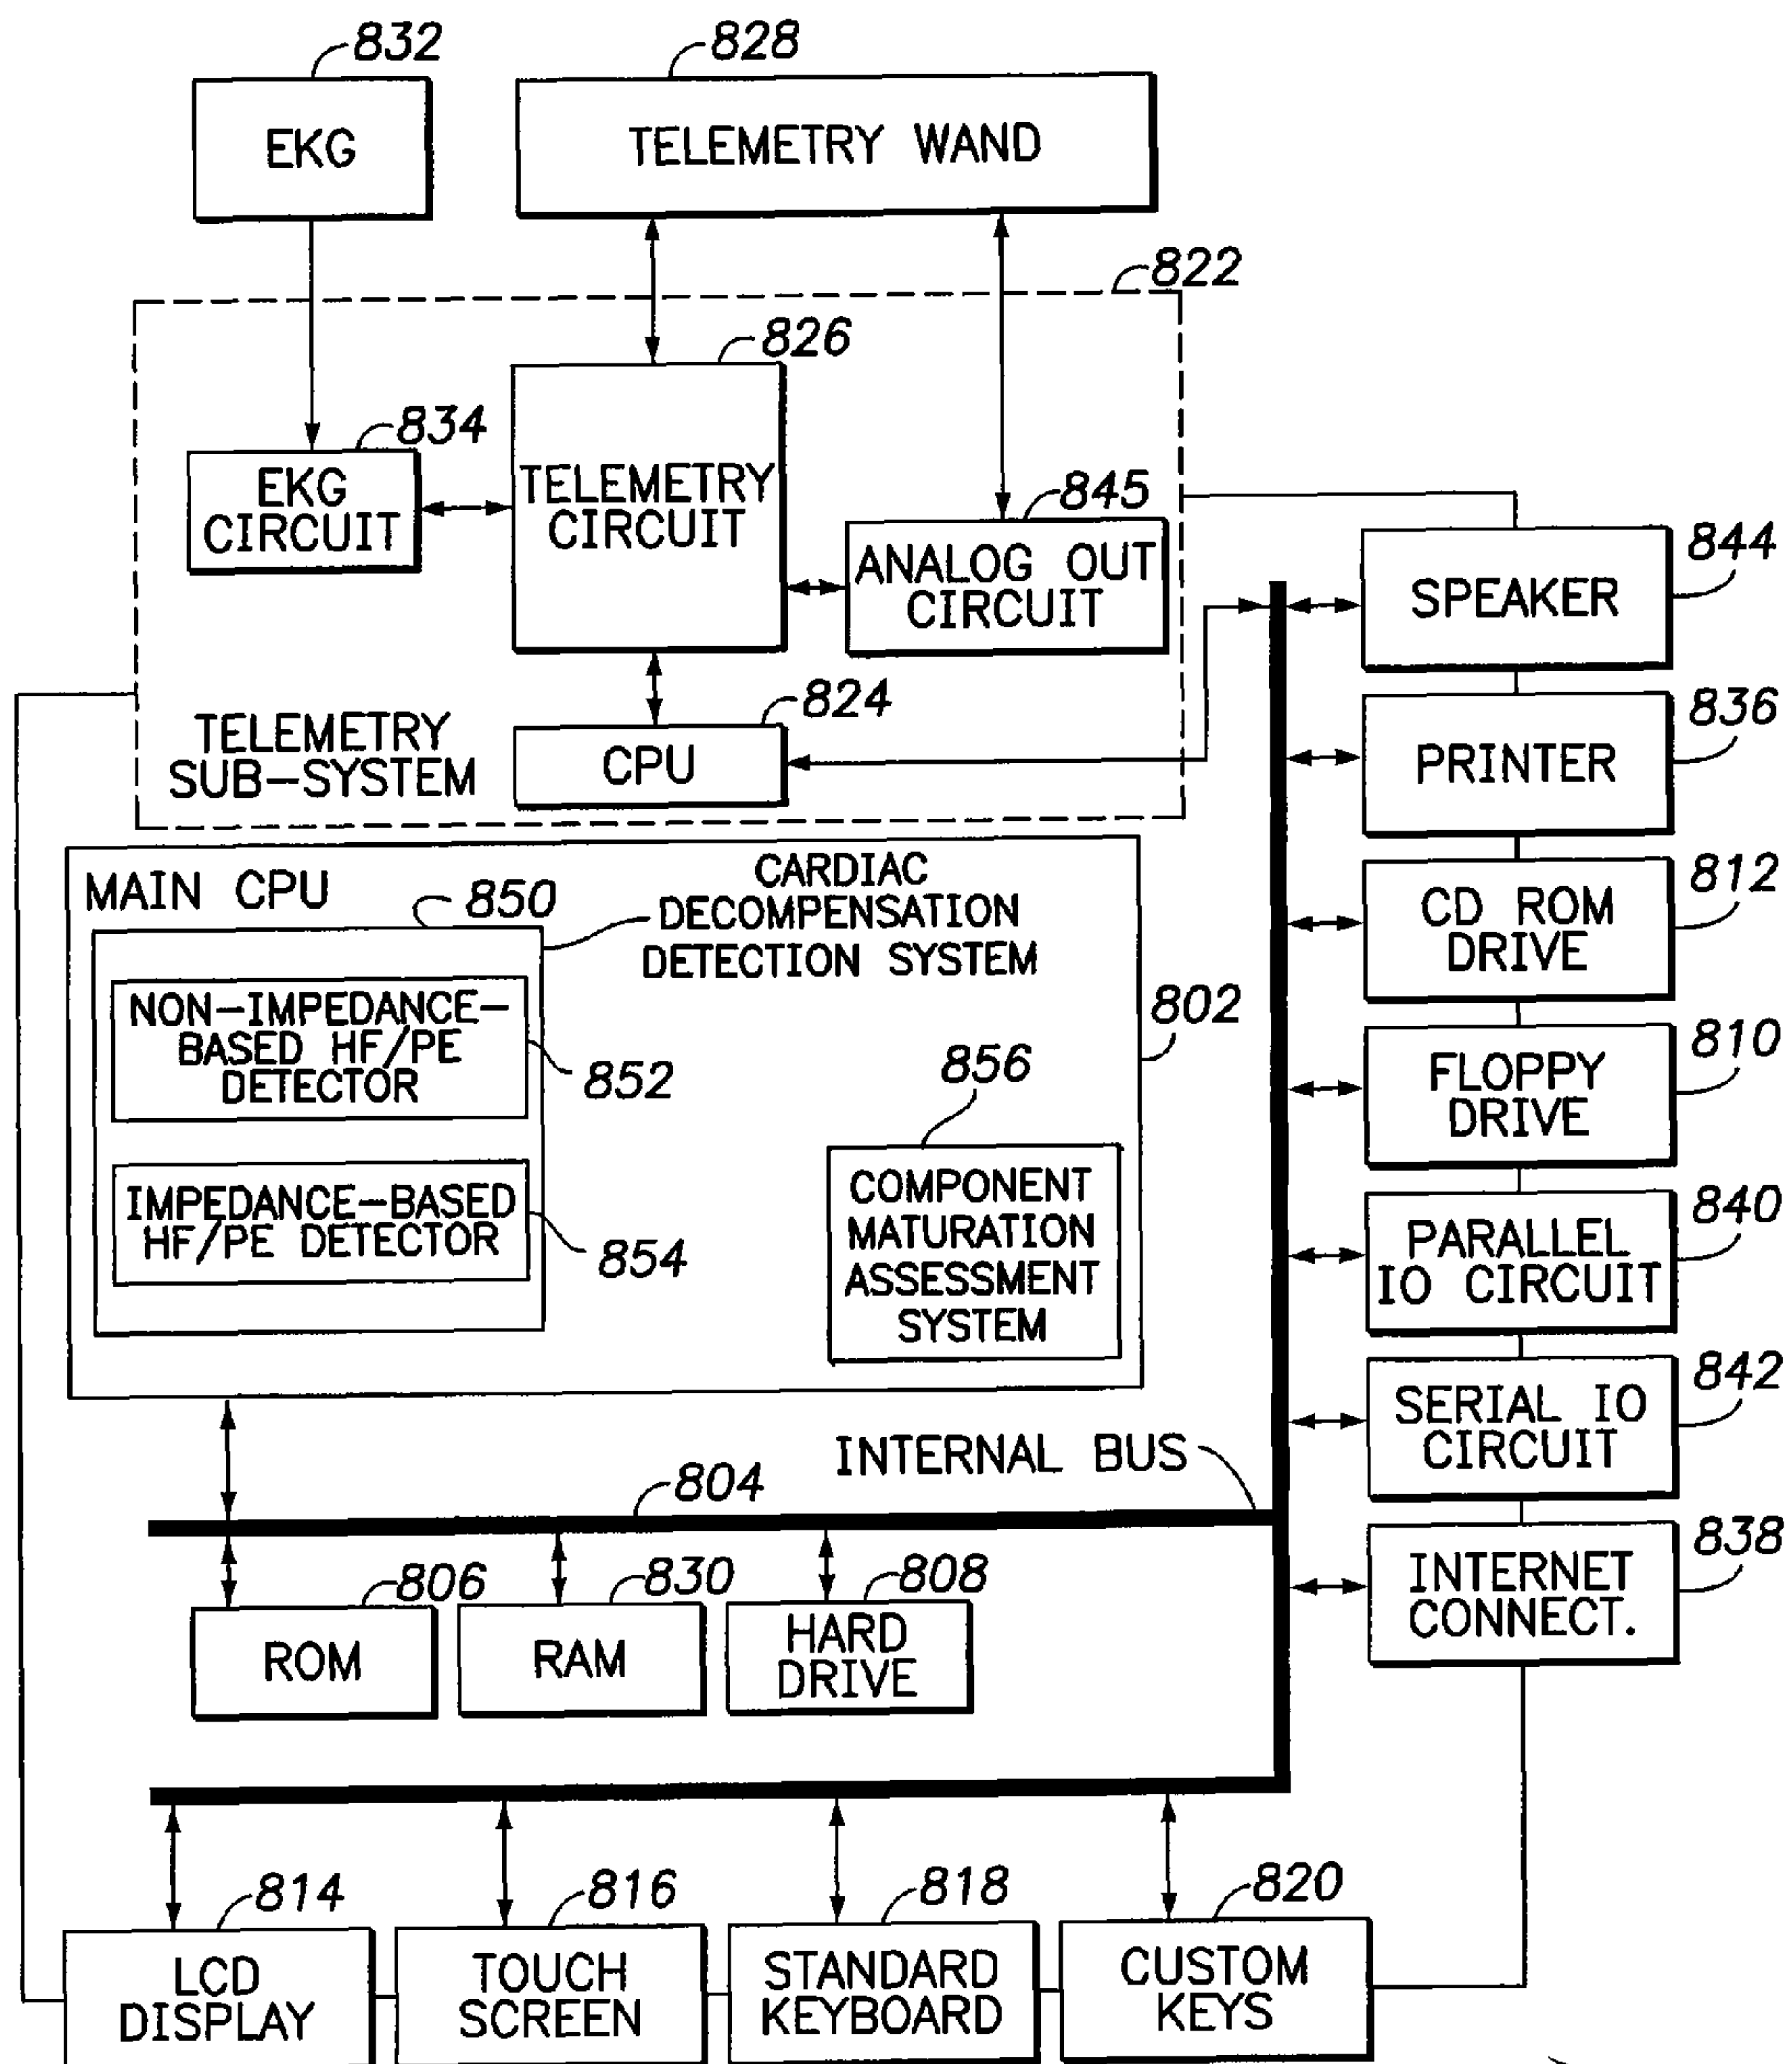 832
EKG
828
TELEMETRY WAND
822
826
TELEMETRY
CIRCUIT
834
EKG
CIRCUIT
845
ANALOG OUT
CIRCUIT
824
CPU
TELEMETRY
SUB-SYSTEM
844
SPEAKER
836
PRINTER
812
CD ROM
DRIVE
810
FLOPPY
DRIVE
840
PARALLEL
IO CIRCUIT
842
SERIAL IO
CIRCUIT
838
INTERNET
CONNECT.
MAIN CPU
850
CARDIAC
DECOMPENSATION
DETECTION SYSTEM
802
NON-IMPEDANCE-
BASED HF/PE
DETECTOR
852
IMPEDANCE-BASED
HF/PE DETECTOR
854
856
COMPONENT
MATURATION
ASSESSMENT
SYSTEM
INTERNAL BUS
804
806
ROM
830
RAM
808
HARD
DRIVE
814
LCD
DISPLAY
816
TOUCH
SCREEN
818
STANDARD
KEYBOARD
820
CUSTOM
KEYS